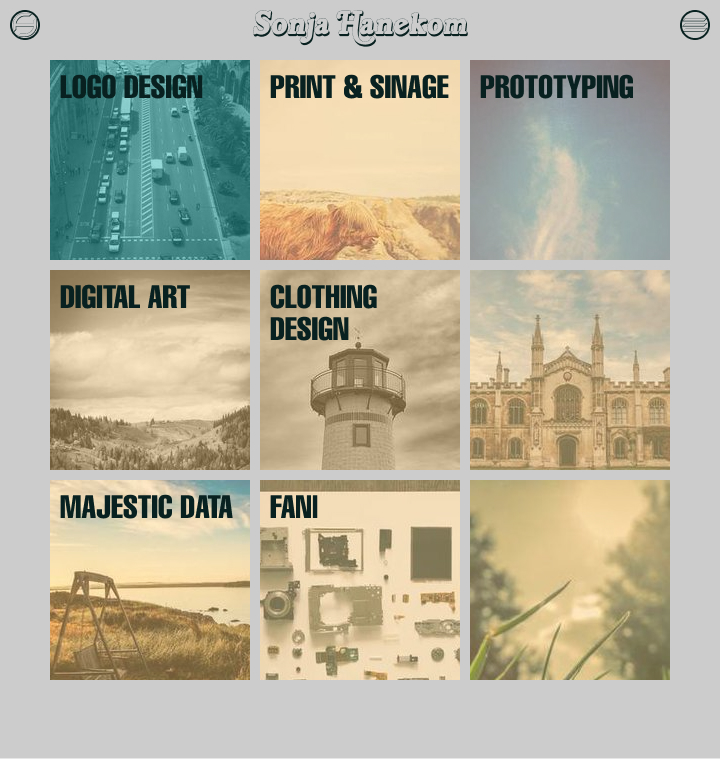 Sonja Hanekom
LOGO DESIGN
PRINT & SINAGE
PROTOTYPING
DIGITAL ART
CLOTHING
DESIGN
MAJESTIC DATA
FANI